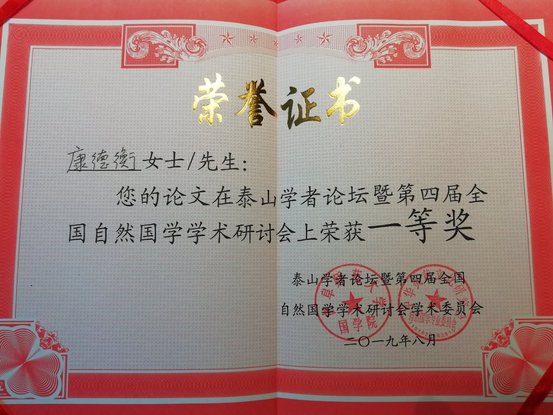 荣誉证书
康德衡女士/先生：
您的论文在泰山学者论坛暨第四届全
国自然国学学术研讨会上荣获一等奖
泰山学者论坛暨第四届全国
自然国学学术研讨会学术委员会
二〇一九年八月
国学院